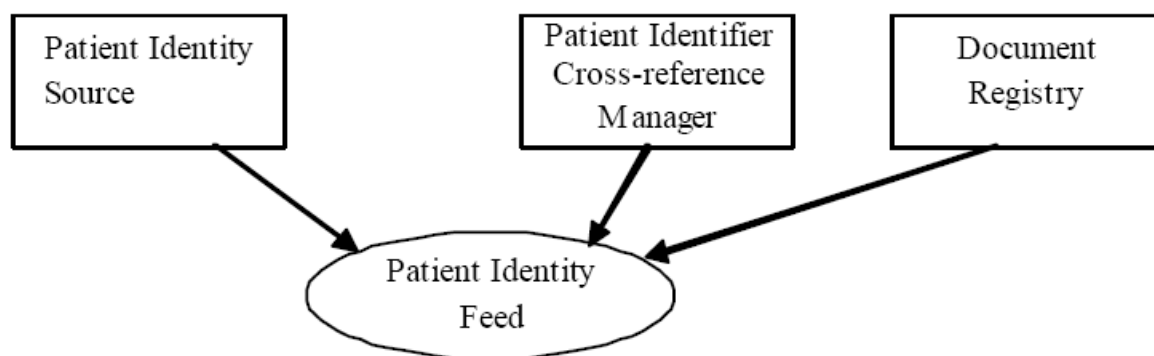 Patient Identity
Source
Patient Identifier
Cross-reference
Manager
Document
Registry
Patient Identity
Feed